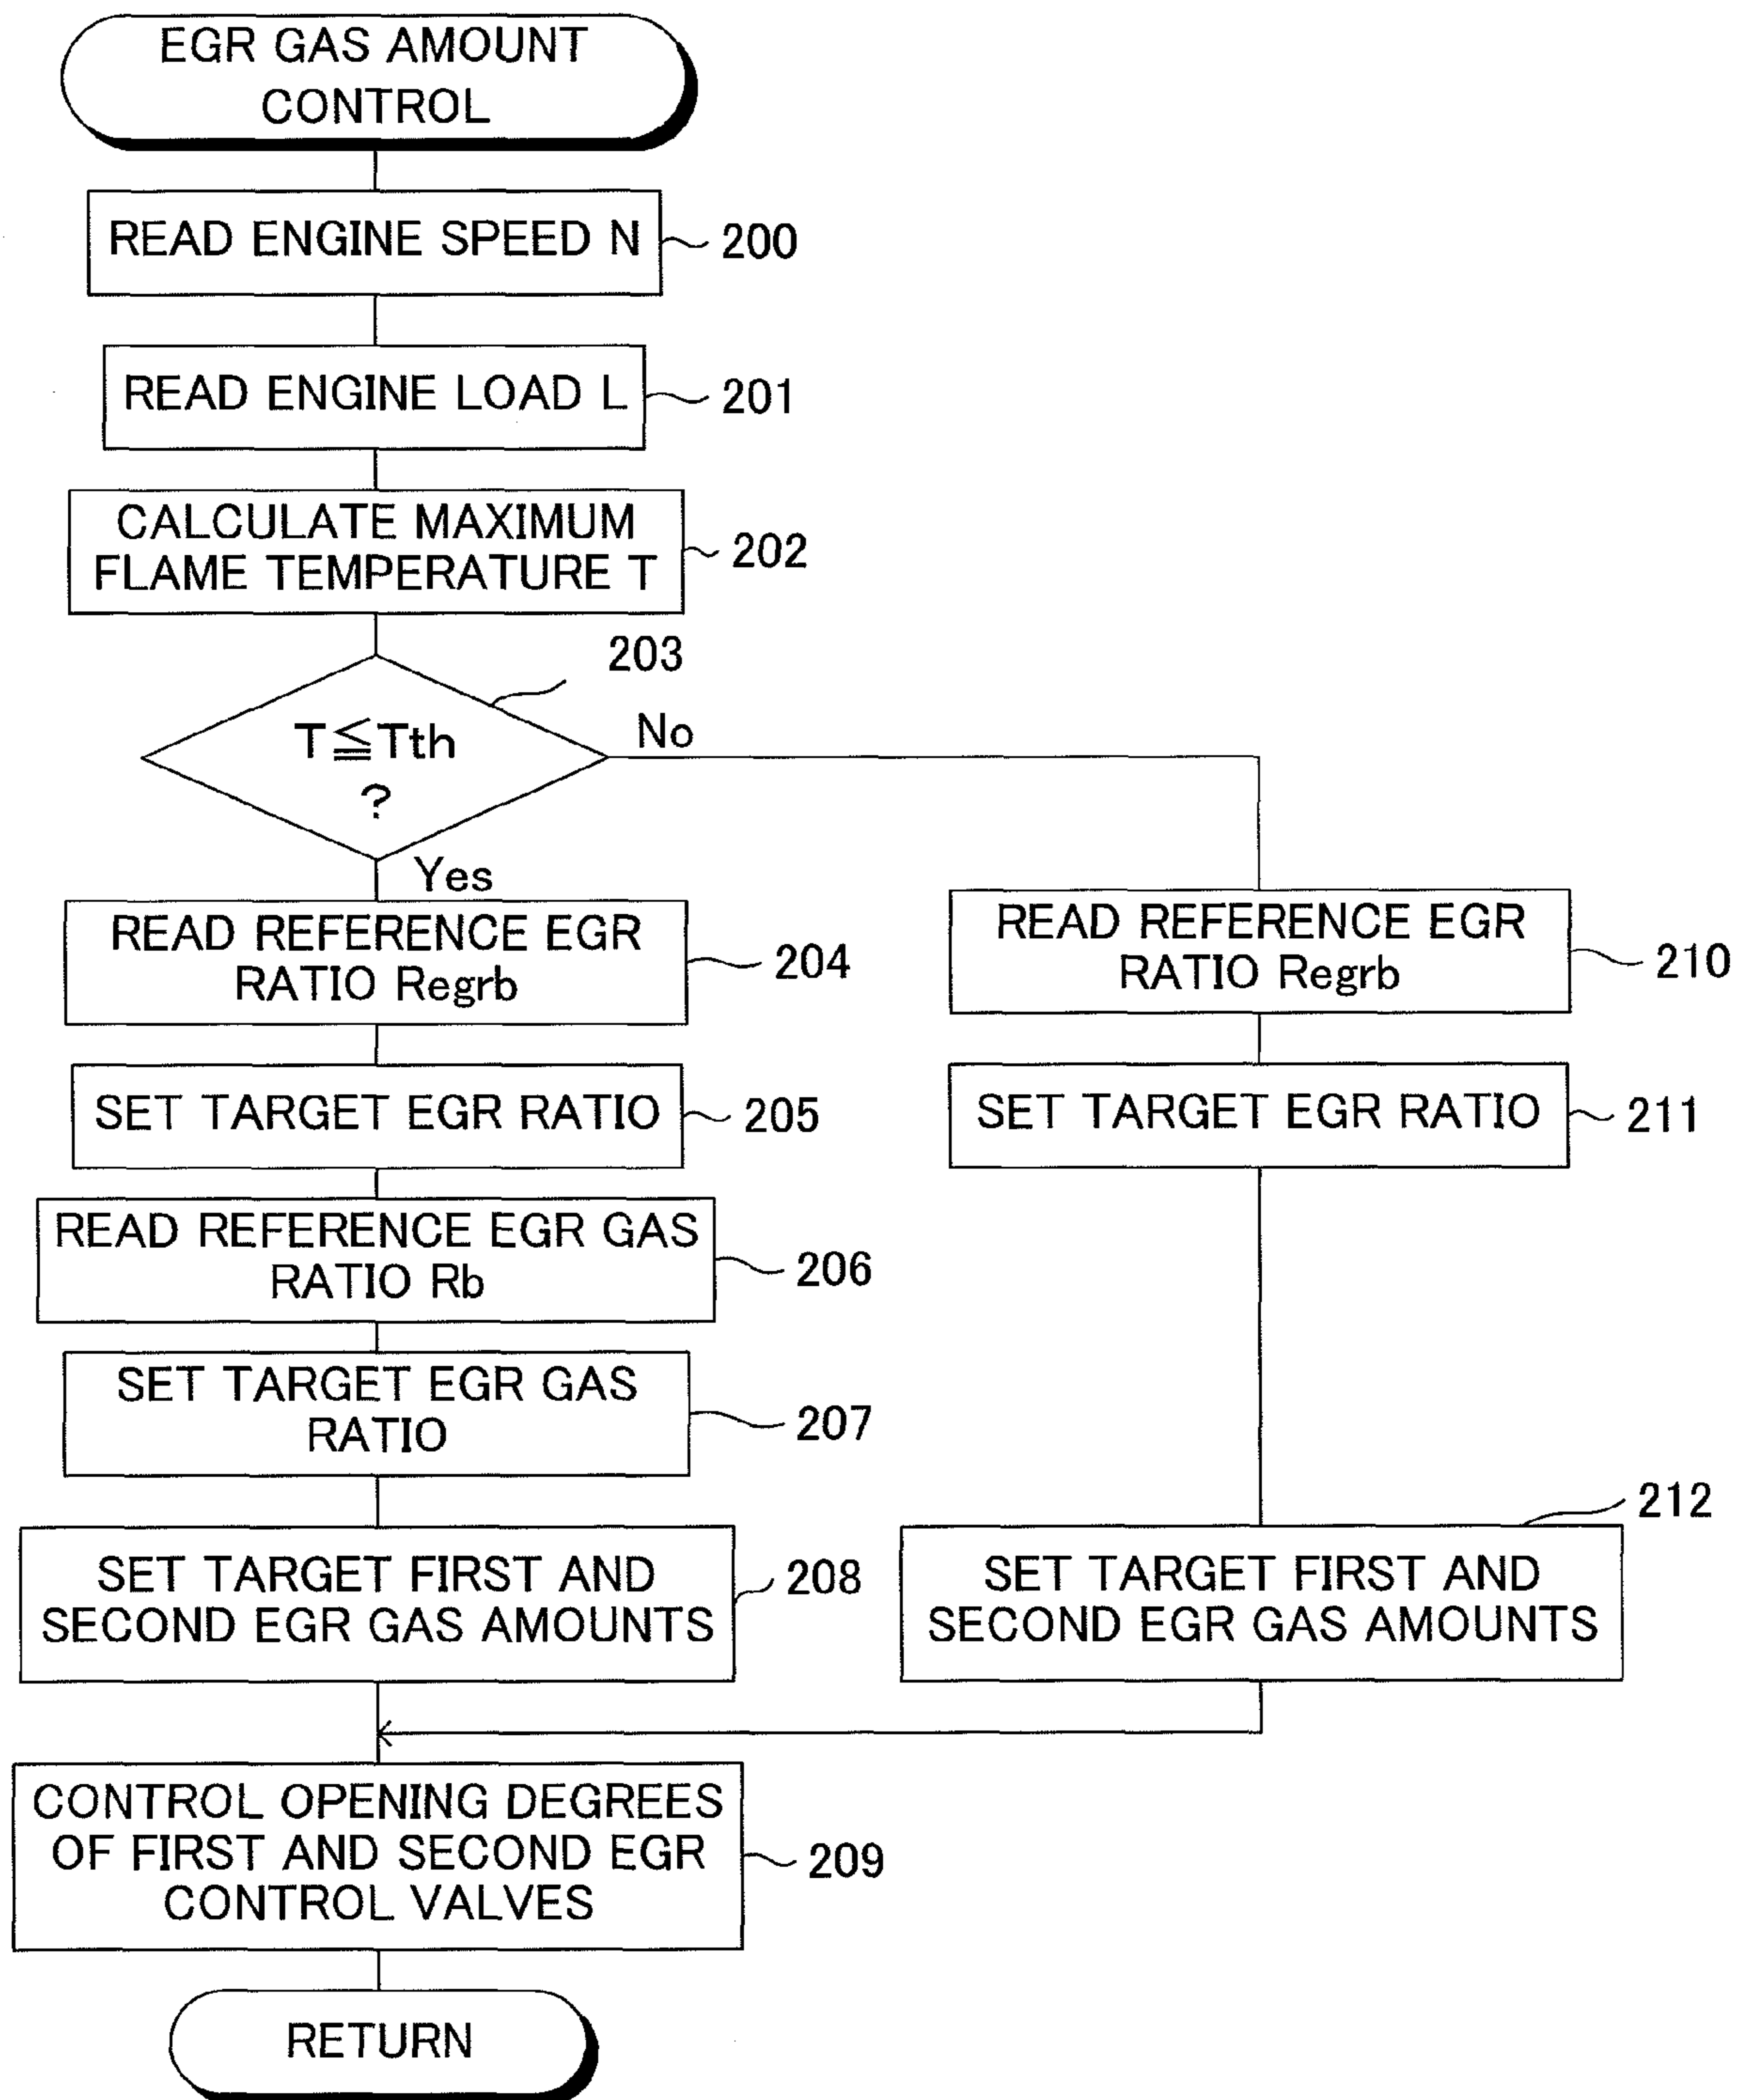 EGR GAS AMOUNT
CONTROL
READ ENGINE SPEED N
200
READ ENGINE LOAD L
201
CALCULATE MAXIMUM
FLAME TEMPERATURE T
202
203
T≦Tth
?
No
Yes
READ REFERENCE EGR
RATIO Regrb
204
READ REFERENCE EGR
RATIO Regrb
210
SET TARGET EGR RATIO
205
SET TARGET EGR RATIO
211
READ REFERENCE EGR GAS
RATIO Rb
206
SET TARGET EGR GAS
RATIO
207
SET TARGET FIRST AND
SECOND EGR GAS AMOUNTS
208
212
SET TARGET FIRST AND
SECOND EGR GAS AMOUNTS
CONTROL OPENING DEGREES
OF FIRST AND SECOND EGR
CONTROL VALVES
209
RETURN